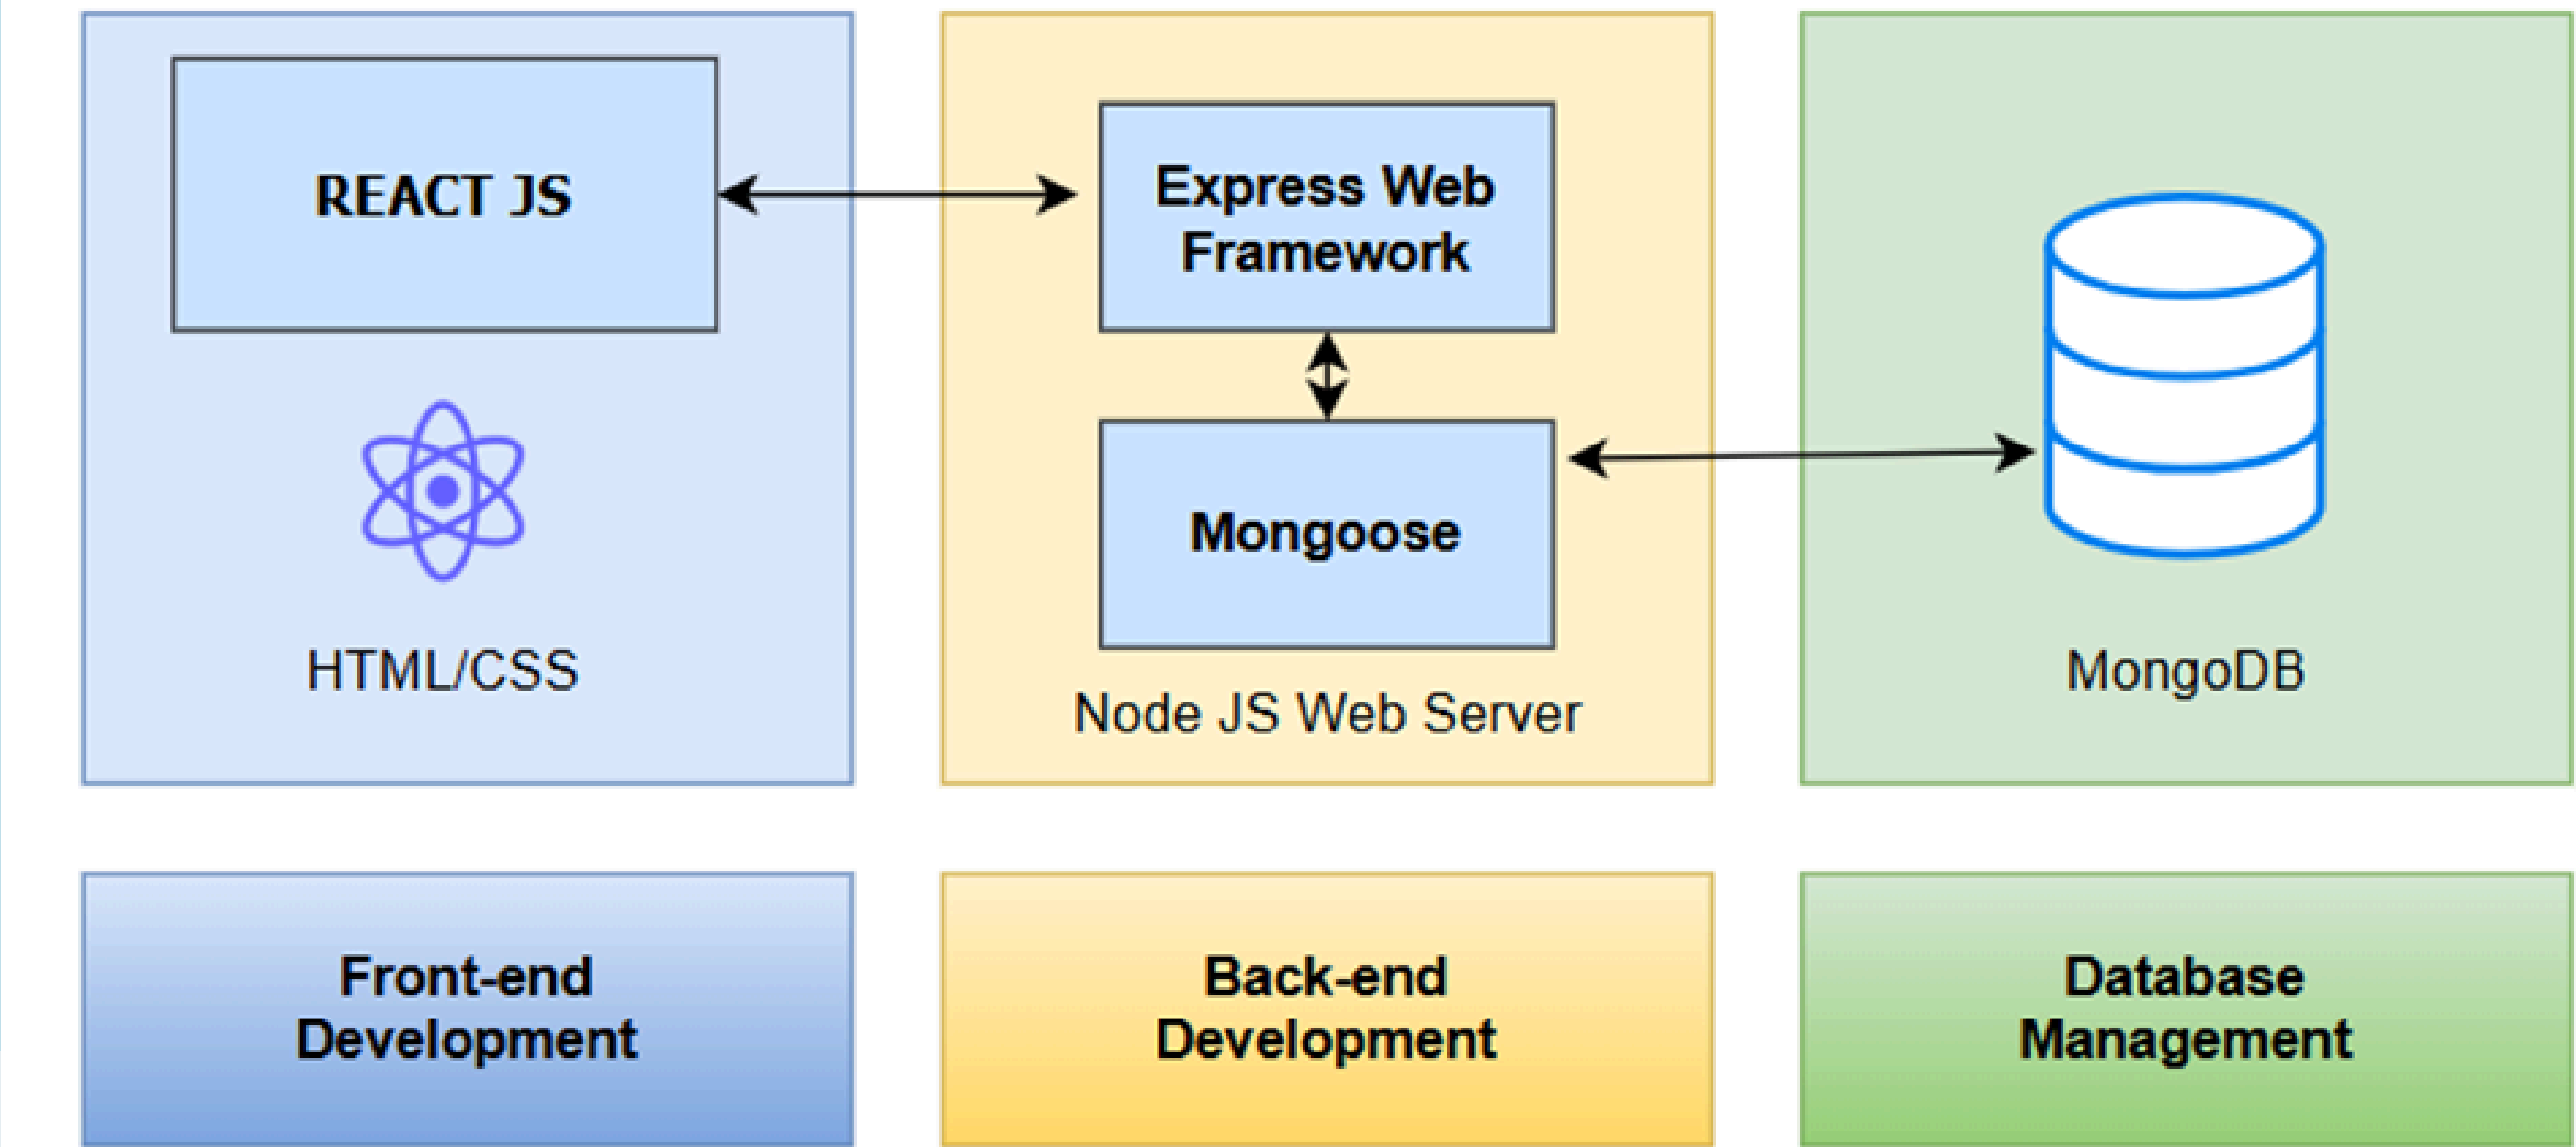 REACT JS
HTML/CSS
Express Web
Framework
Mongoose
Node JS Web Server
MongoDB
Front-end
Development
Back-end
Development
Database
Management